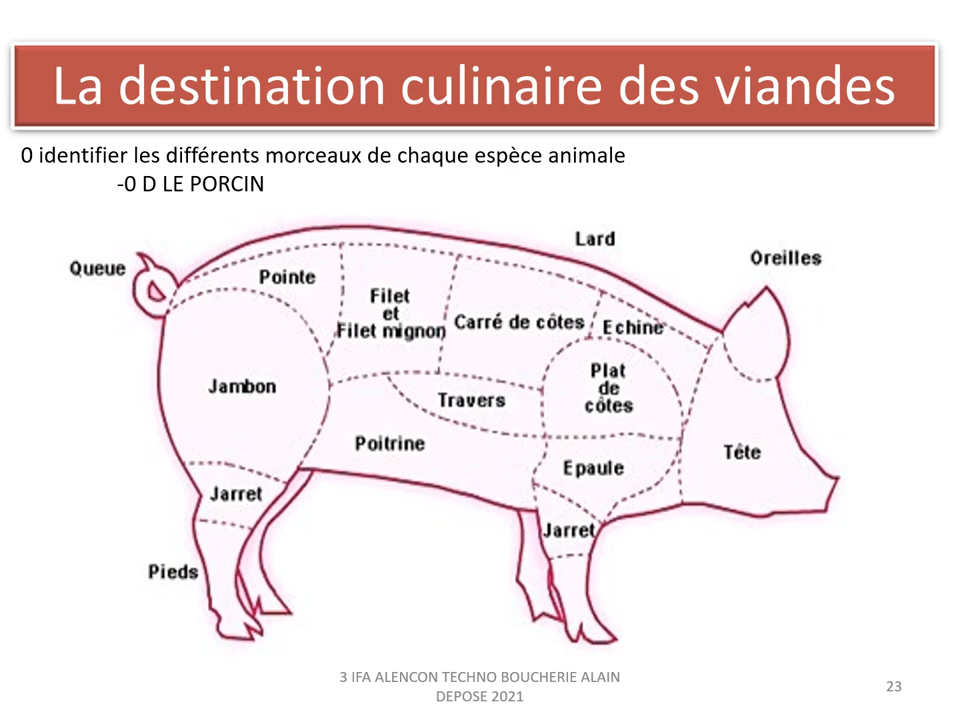 La destination culinaire des viandes
0 identifier les différents morceaux de chaque espèce animale
-0 D LE PORCIN
Lard
Oreilles
Queue
Pointe
Filet
et
Filet mignon
Carré de côtes
Echine
Plat
de
côtes
Jambon
Travers
Poitrine
Epaule
Tête
Jarret
Jarret
Pieds
3 IFA ALENCON TECHNO BOUCHERIE ALAIN
DEPOSE 2021
23